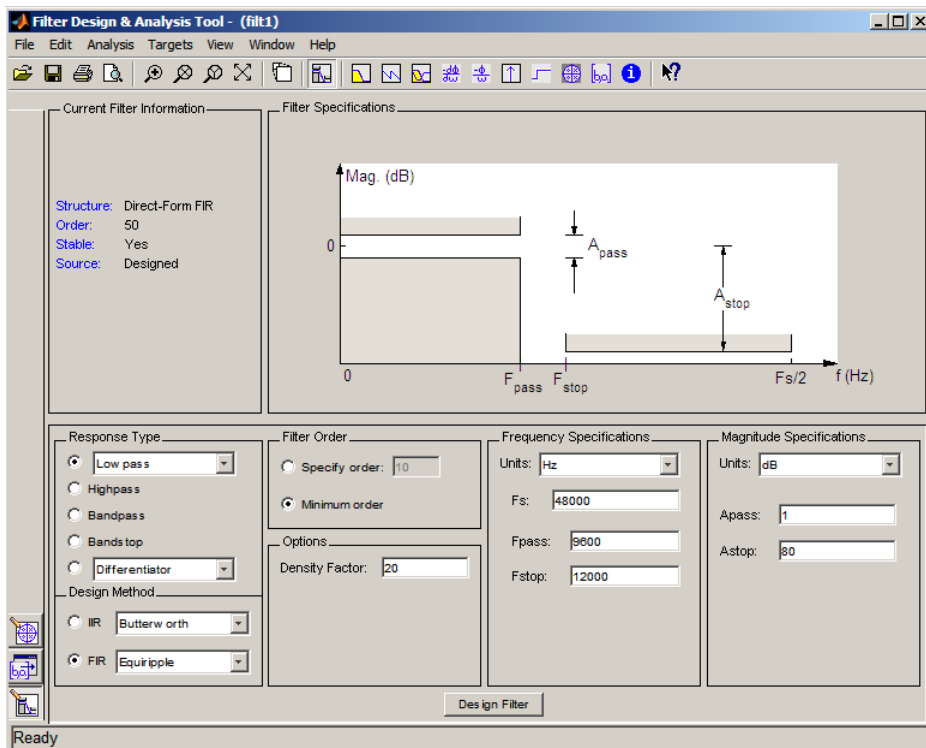 Filter Design & Analysis Tool - (filt1)
File Edit Analysis Targets View Window Help
Current Filter Information
Structure: Direct-Form FIR
Order: 50
Stable: Yes
Source: Designed
Filter Specifications
Mag. (dB)
0
A pass
A stop
0
F pass
F stop
Fs/2
f (Hz)
Response Type
Low pass
Highpass
Bandpass
Bandstop
Differentiator
Design Method
IIR Butterw orth
FIR Equiripple
Filter Order
Specify order: 10
Minimum order
Options
Density Factor: 20
Frequency Specifications
Units: Hz
Fs: 48000
Fpass: 9600
Fstop: 12000
Magnitude Specifications
Units: dB
Apass: 1
Astop: 80
Design Filter
Ready